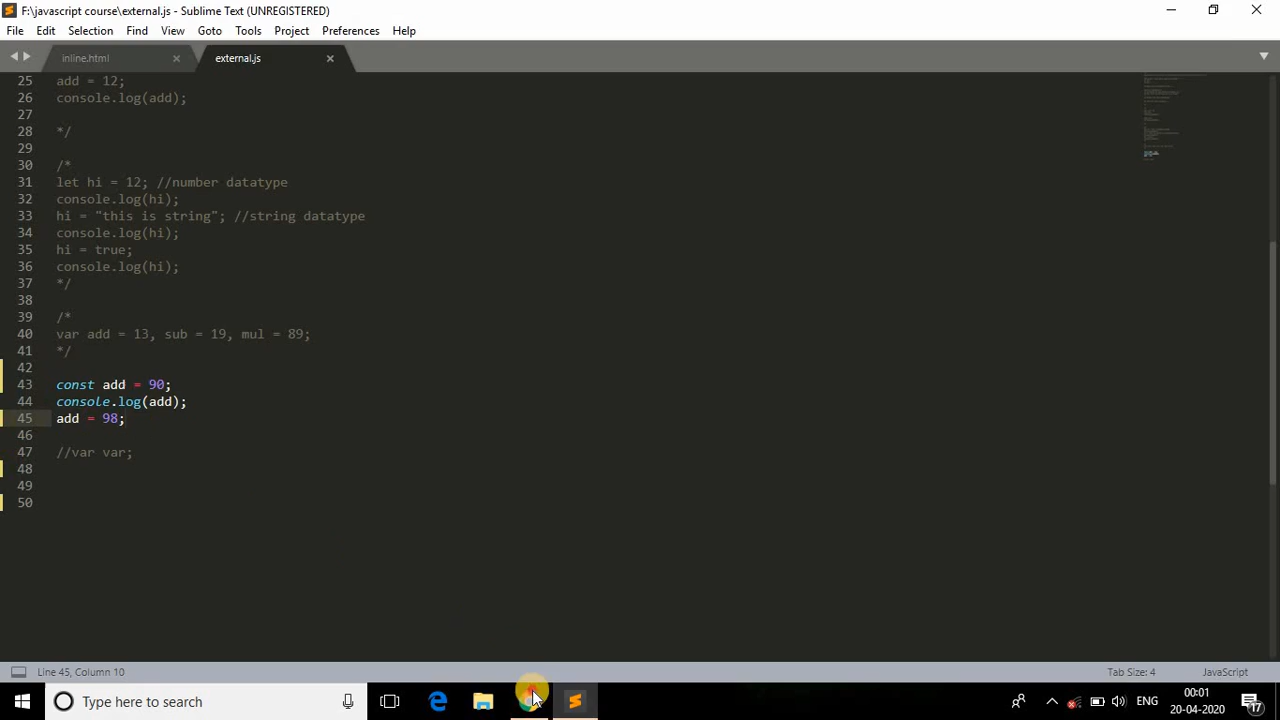 F:\javascript course\external.js - Sublime Text (UNREGISTERED)
File Edit Selection Find View Goto Tools Project Preferences Help
inline.html external.js
25 add = 12;
26 console.log(add);
27
28 */
29
30 /*
31 let hi = 12; //number datatype
32 console.log(hi);
33 hi = "this is string"; //string datatype
34 console.log(hi);
35 hi = true;
36 console.log(hi);
37 */
38
39 /*
40 var add = 13, sub = 19, mul = 89;
41 */
42
43 const add = 90;
44 console.log(add);
45 add = 98;
46
47 //var var;
48
49
50
Line 45, Column 10 Tab Size: 4 JavaScript
Type here to search ENG 00:01
20-04-2020 17